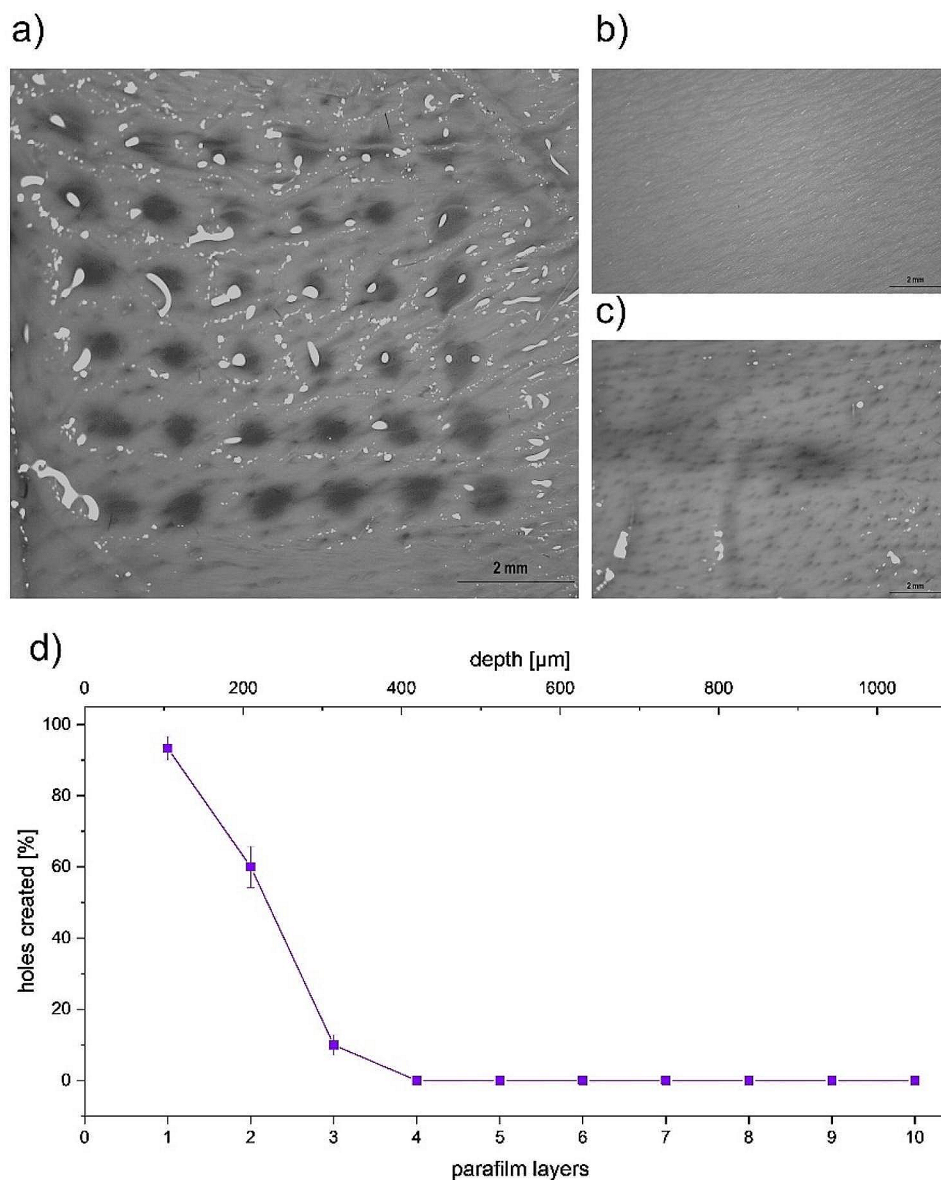 a)
b)
2 mm
c)
2 mm
2 mm
d)
depth [µm]
0 200 400 600 800 1000
100
80
60
40
20
0
holes created [%]
0 1 2 3 4 5 6 7 8 9 10
parafilm layers